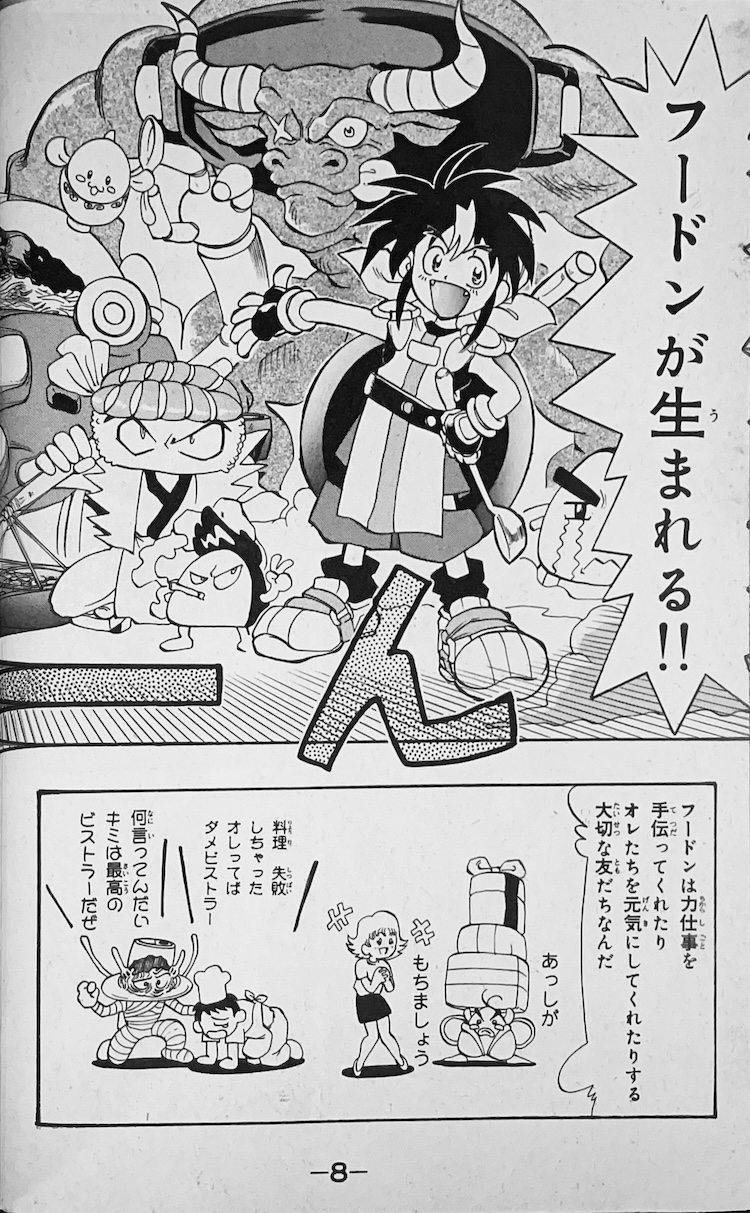 フードンが生まれる!!
ーん
フードンは力仕事を
手伝ってくれたり
オレたちを元気にしてくれたりする
大切な友だちなんだ
あっしが
もちましょう
料理 失敗
しちゃった
オレってば
ダメビストラー
何言ってんだい
キミは最高の
ビストラーだぜ
—8—